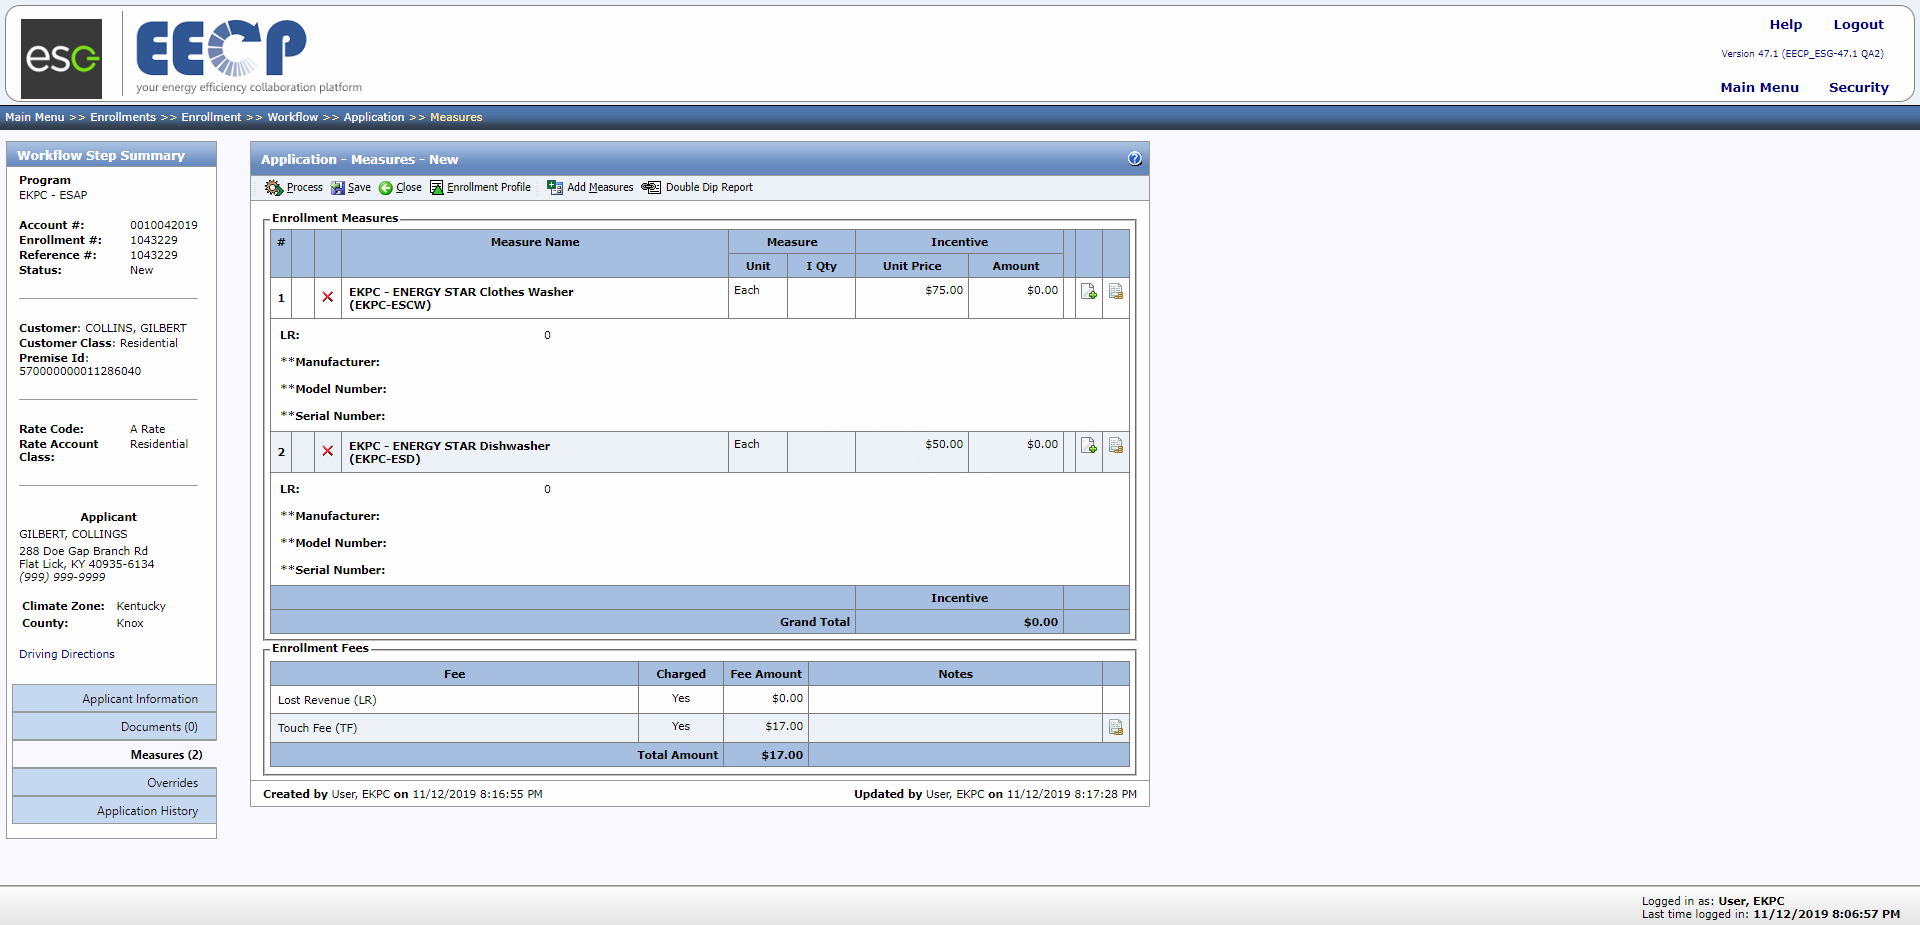 esg
EECP
your energy efficiency collaboration platform
Help Logout
Version 47.1 (EECP_ESG-47.1 QA2)
Main Menu Security
Main Menu >> Enrollments >> Enrollment >> Workflow >> Application >> Measures
Workflow Step Summary
Program
EKPC - ESAP
Account #: 0010042019
Enrollment #: 1043229
Reference #: 1043229
Status: New
Customer: COLLINS, GILBERT
Customer Class: Residential
Premise Id:
570000000011286040
Rate Code: A Rate
Rate Account Class: Residential
Applicant
GILBERT, COLLINGS
288 Doe Gap Branch Rd
Flat Lick, KY 40935-6134
(999) 999-9999
Climate Zone: Kentucky
County: Knox
Driving Directions
Applicant Information
Documents (0)
Measures (2)
Overrides
Application History
Application - Measures - New
Process Save Close Enrollment Profile Add Measures Double Dip Report
Enrollment Measures
# Measure Name Measure Incentive
Unit I Qty Unit Price Amount
1 EKPC - ENERGY STAR Clothes Washer Each $75.00 $0.00
(EKPC-ESCW)
LR: 0
**Manufacturer:
**Model Number:
**Serial Number:
2 EKPC - ENERGY STAR Dishwasher Each $50.00 $0.00
(EKPC-ESD)
LR: 0
**Manufacturer:
**Model Number:
**Serial Number:
Incentive
Grand Total $0.00
Enrollment Fees
Fee Charged Fee Amount Notes
Lost Revenue (LR) Yes $0.00
Touch Fee (TF) Yes $17.00
Total Amount $17.00
Created by User, EKPC on 11/12/2019 8:16:55 PM Updated by User, EKPC on 11/12/2019 8:17:28 PM
Logged in as: User, EKPC
Last time logged in: 11/12/2019 8:06:57 PM